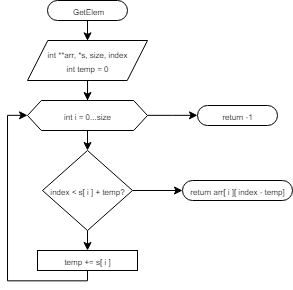 GetElem
int **arr, *s, size, index
int temp = 0
int i = 0...size
return -1
index < s[ i ] + temp?
return arr[ i ][ index - temp]
temp += s[ i ]